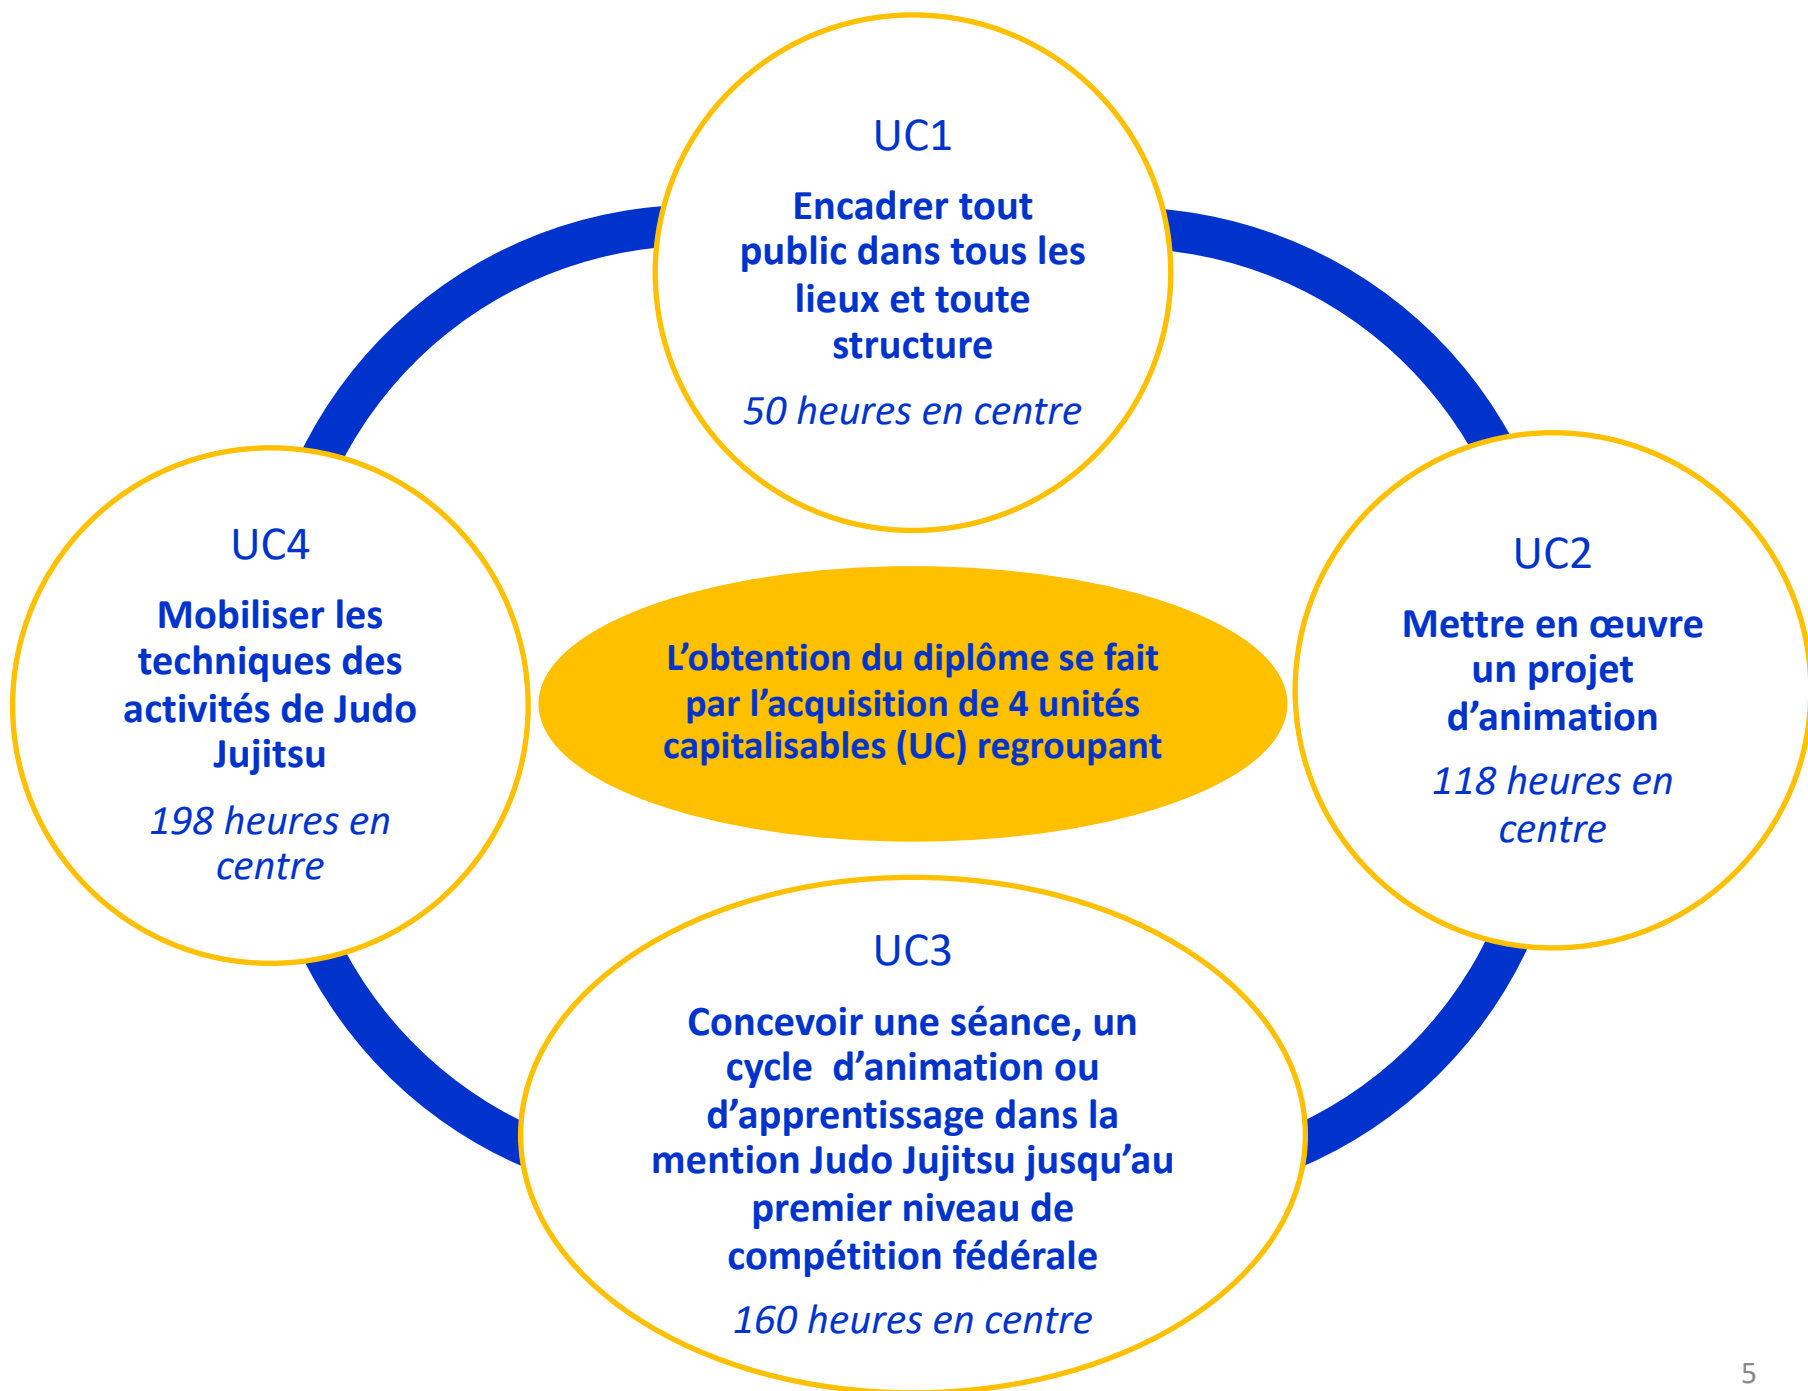 UC1
Encadrer tout
public dans tous les
lieux et toute
structure
50 heures en centre
UC2
Mettre en œuvre
un projet
d’animation
118 heures en
centre
UC3
Concevoir une séance, un
cycle  d’animation ou
d’apprentissage dans la
mention Judo Jujitsu jusqu’au
premier niveau de
compétition fédérale
160 heures en centre
UC4
Mobiliser les
techniques des
activités de Judo
Jujitsu
198 heures en
centre
L’obtention du diplôme se fait
par l’acquisition de 4 unités
capitalisables (UC) regroupant
5